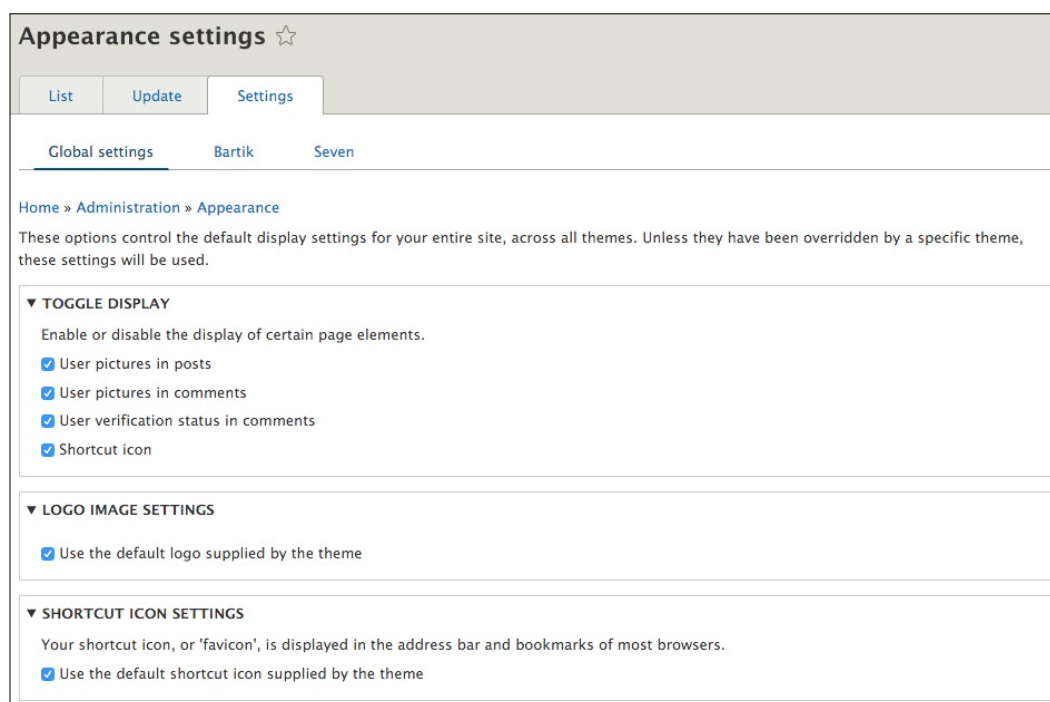 Appearance settings
List Update Settings
Global settings Bartik Seven
Home » Administration » Appearance
These options control the default display settings for your entire site, across all themes. Unless they have been overridden by a specific theme,
these settings will be used.
TOGGLE DISPLAY
Enable or disable the display of certain page elements.
User pictures in posts
User pictures in comments
User verification status in comments
Shortcut icon
LOGO IMAGE SETTINGS
Use the default logo supplied by the theme
SHORTCUT ICON SETTINGS
Your shortcut icon, or 'favicon', is displayed in the address bar and bookmarks of most browsers.
Use the default shortcut icon supplied by the theme